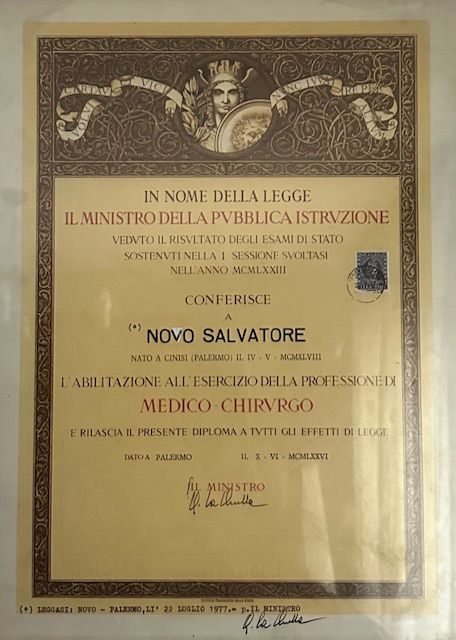 IN NOME DELLA LEGGE
IL MINISTRO DELLA PVBBLICA ISTRVZIONE
VEDVTO IL RISVLTATO DEGLI ESAMI DI STATO
SOSTENVTI NELLA I SESSIONE SVOLTASI
NELL'ANNO MCMLXXIII
CONFERISCE
A
(*) NOVO SALVATORE
NATO A CINISI (PALERMO) IL IV - V - MCMXLVIII
L'ABILITAZIONE ALL'ESERCIZIO DELLA PROFESSIONE DI
MEDICO-CHIRVRGO
E RILASCIA IL PRESENTE DIPLOMA A TVTTI GLI EFFETTI DI LEGGE
DATO A PALERMO IL X - VI - MCMLXXVI
IL MINISTRO
(*) LEGGASI: NOVO - PALERMO,LI' 22 LUGLIO 1977.= p.IL MINISTRO